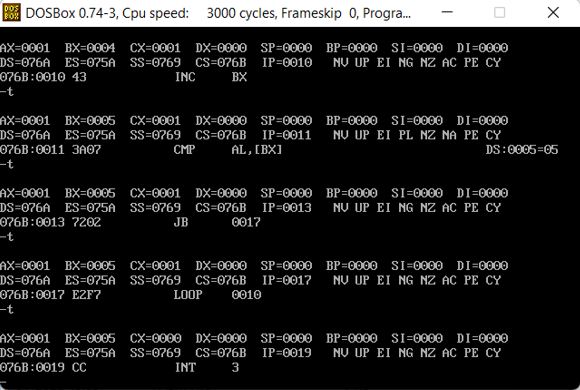 DOSBox 0.74-3, Cpu speed: 3000 cycles, Frameskip 0, Progra...
AX=0001 BX=0004 CX=0001 DX=0000 SP=0000 BP=0000 SI=0000 DI=0000
DS=076A ES=075A SS=0769 CS=076B IP=0010 NV UP EI NG NZ AC PE CY
076B:0010 43 INC BX
-t
AX=0001 BX=0005 CX=0001 DX=0000 SP=0000 BP=0000 SI=0000 DI=0000
DS=076A ES=075A SS=0769 CS=076B IP=0011 NV UP EI PL NZ NA PE CY
076B:0011 3A07 CMP AL,[BX] DS:0005=05
-t
AX=0001 BX=0005 CX=0001 DX=0000 SP=0000 BP=0000 SI=0000 DI=0000
DS=076A ES=075A SS=0769 CS=076B IP=0013 NV UP EI NG NZ AC PE CY
076B:0013 7202 JB 0017
-t
AX=0001 BX=0005 CX=0001 DX=0000 SP=0000 BP=0000 SI=0000 DI=0000
DS=076A ES=075A SS=0769 CS=076B IP=0017 NV UP EI NG NZ AC PE CY
076B:0017 E2F7 LOOP 0010
-t
AX=0001 BX=0005 CX=0000 DX=0000 SP=0000 BP=0000 SI=0000 DI=0000
DS=076A ES=075A SS=0769 CS=076B IP=0019 NV UP EI NG NZ AC PE CY
076B:0019 CC INT 3
-